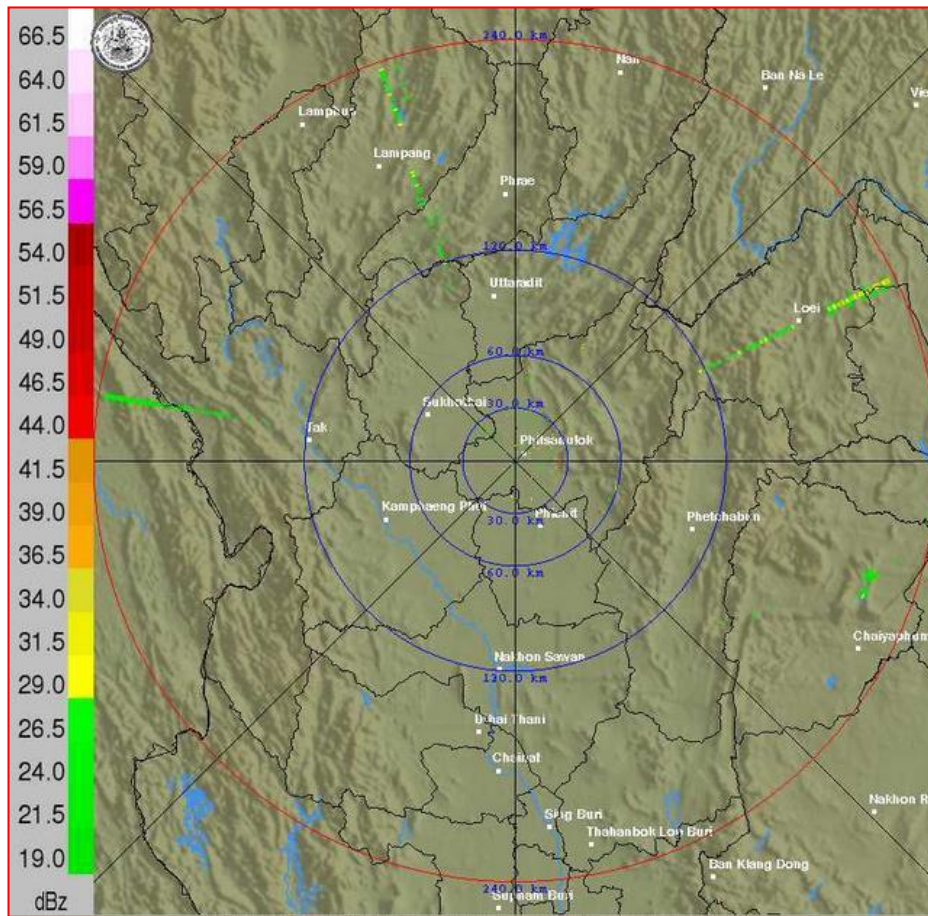 66.5
64.0
61.5
59.0
56.5
54.0
51.5
49.0
46.5
44.0
41.5
39.0
36.5
34.0
31.5
29.0
26.5
24.0
21.5
19.0
dBz
240.0 km
Nan
Ban Na Le
Vie
Lamphun
Lampang
Phrae
120.0 km
Uttaradit
Loei
60.0 km
30.0 km
Sukhothai
Tak
Phitsanulok
Kamphaeng Phet
Phichit
30.0 km
Phetchabun
60.0 km
Chaiyaphum
Nakhon Sawan
120.0 km
Uthai Thani
Chainat
Nakhon R
Sing Buri
Thahanbok Lop Buri
Ban Klang Dong
240.0 km
Suphan Buri